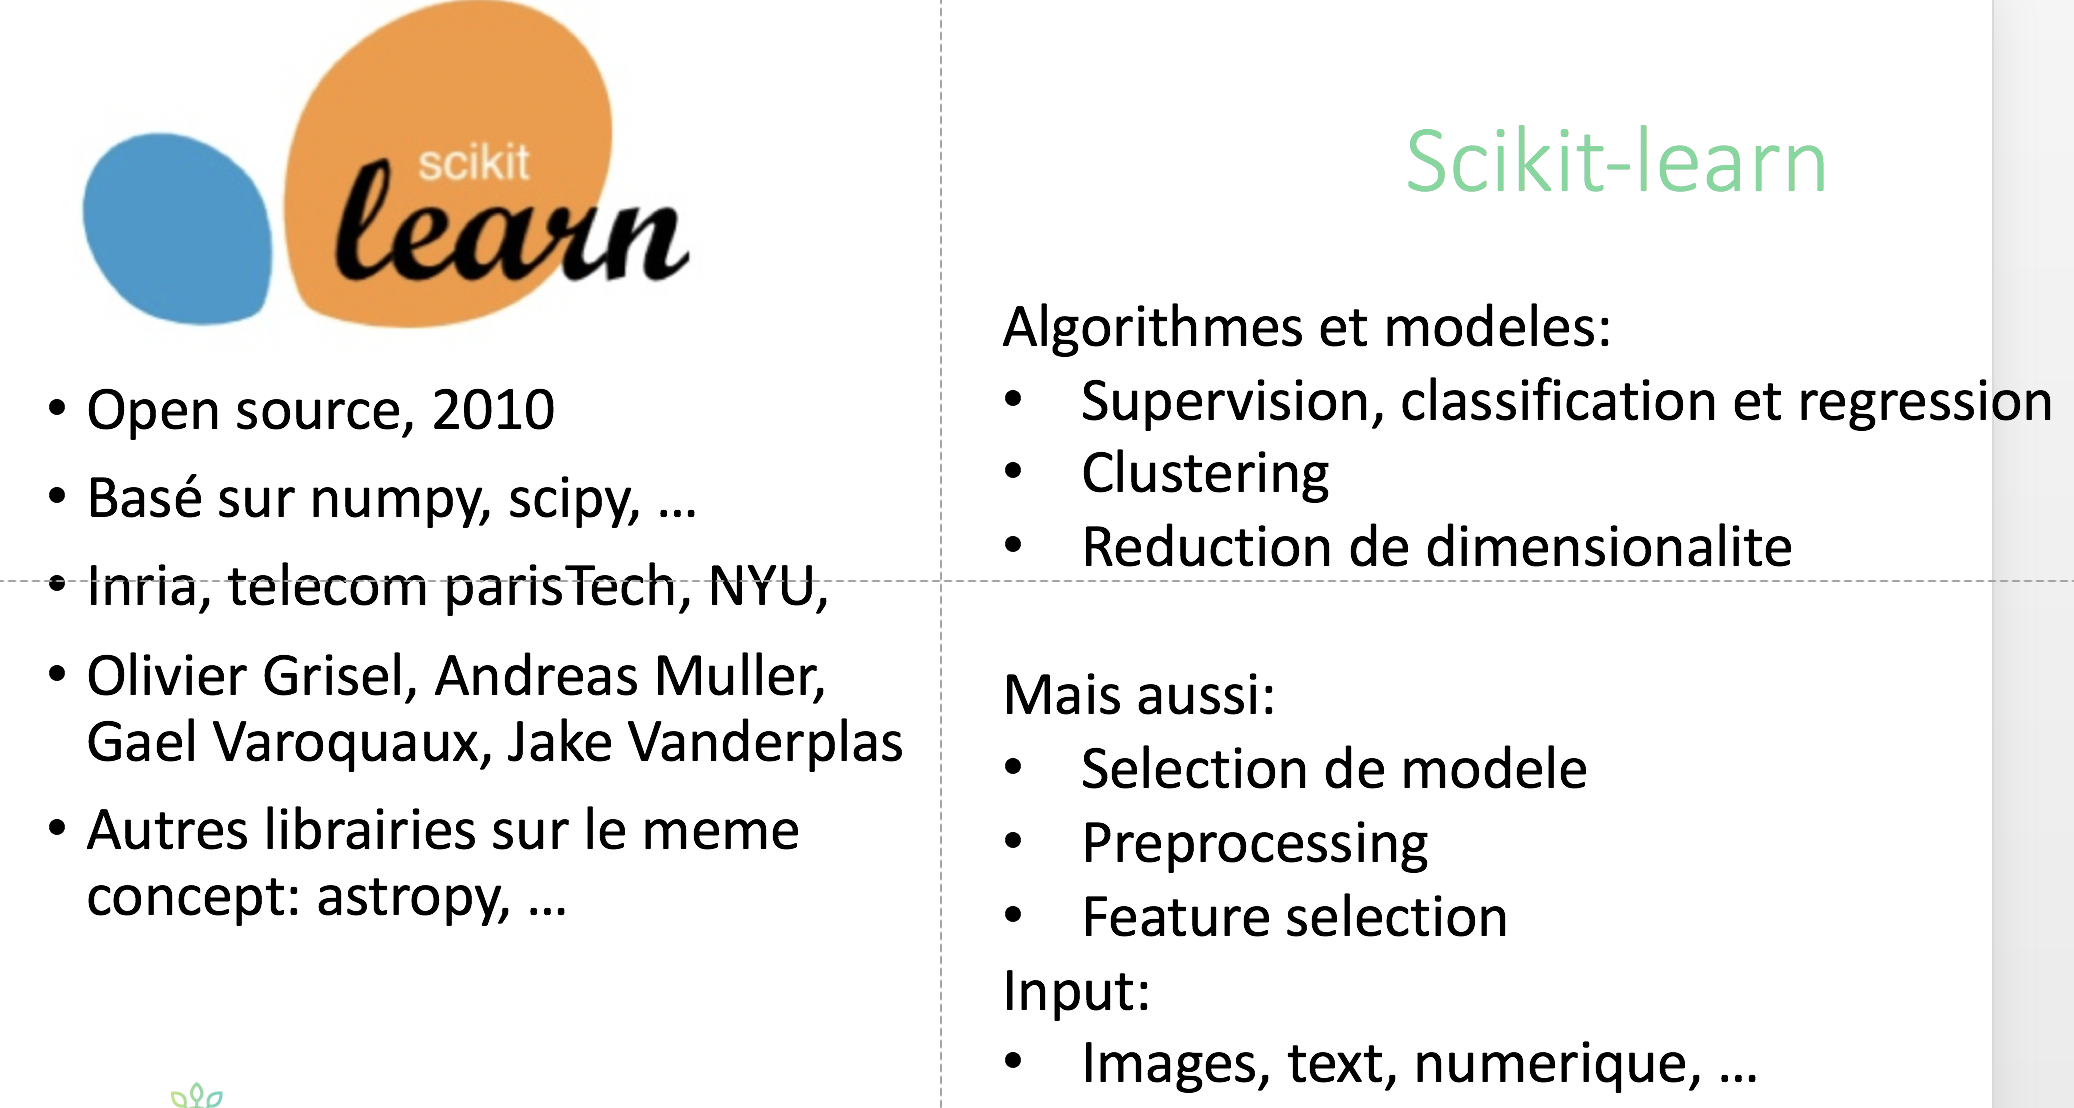 scikit
learn
• Open source, 2010
• Basé sur numpy, scipy, ...
• Inria, telecom parisTech, NYU,
• Olivier Grisel, Andreas Muller,
Gael Varoquaux, Jake Vanderplas
• Autres librairies sur le meme
concept: astropy, ...
Scikit-learn
Algorithmes et modeles:
• Supervision, classification et regression
• Clustering
• Reduction de dimensionalite
Mais aussi:
• Selection de modele
• Preprocessing
• Feature selection
Input:
• Images, text, numerique, ...